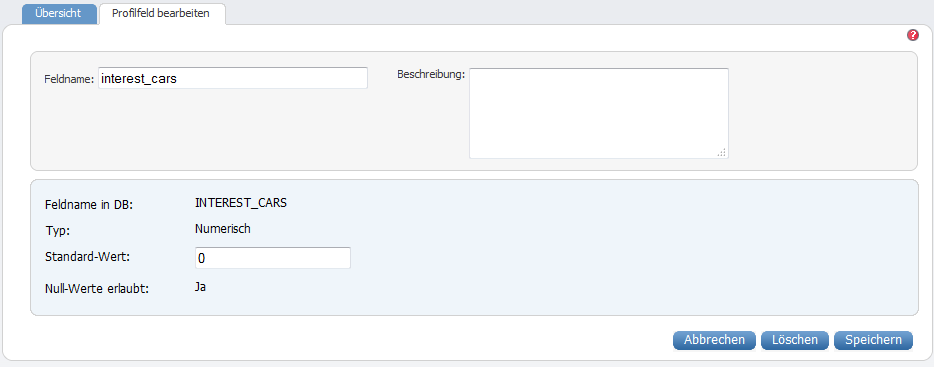 Übersicht
Profilfeld bearbeiten
?
Feldname: interest_cars
Beschreibung:
Feldname in DB: INTEREST_CARS
Typ: Numerisch
Standard-Wert: 0
Null-Werte erlaubt: Ja
Abbrechen Löschen Speichern